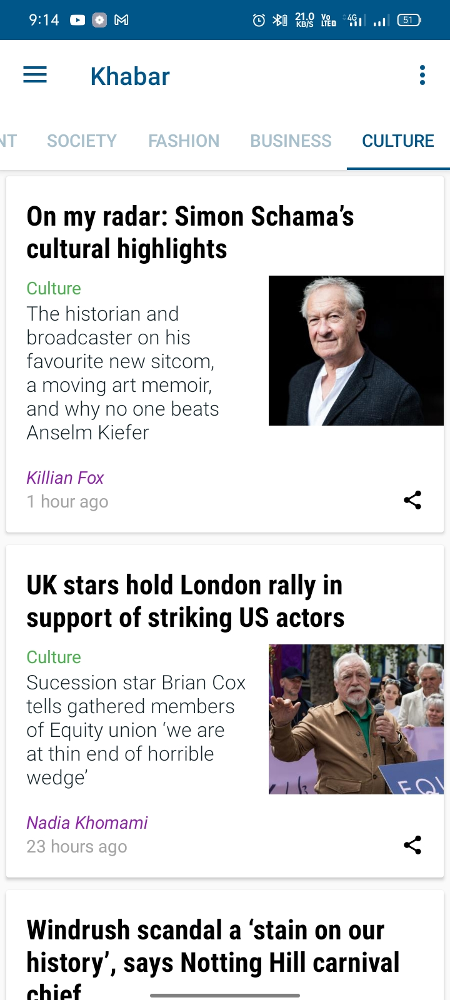 9:14 21.0 KB/S Vo LTED 4G 51
Khabar
NT SOCIETY FASHION BUSINESS CULTURE
On my radar: Simon Schama’s
cultural highlights
Culture
The historian and
broadcaster on his
favourite new sitcom,
a moving art memoir,
and why no one beats
Anselm Kiefer
Killian Fox
1 hour ago
UK stars hold London rally in
support of striking US actors
Culture
Sucession star Brian Cox
tells gathered members
of Equity union ‘we are
at thin end of horrible
wedge’
EQU
Nadia Khomami
23 hours ago
Windrush scandal a ‘stain on our
history’, says Notting Hill carnival
chief